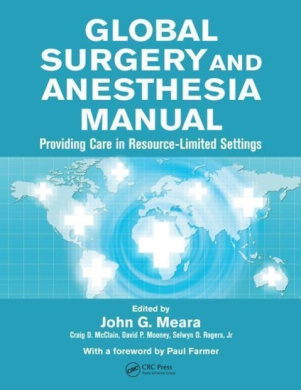 GLOBAL
SURGERY AND
ANESTHESIA
MANUAL
Providing Care in Resource-Limited Settings
Edited by
John G. Meara
Craig D. McClain, David P. Mooney, Selwyn O. Rogers, Jr
With a foreword by Paul Farmer
CRC Press